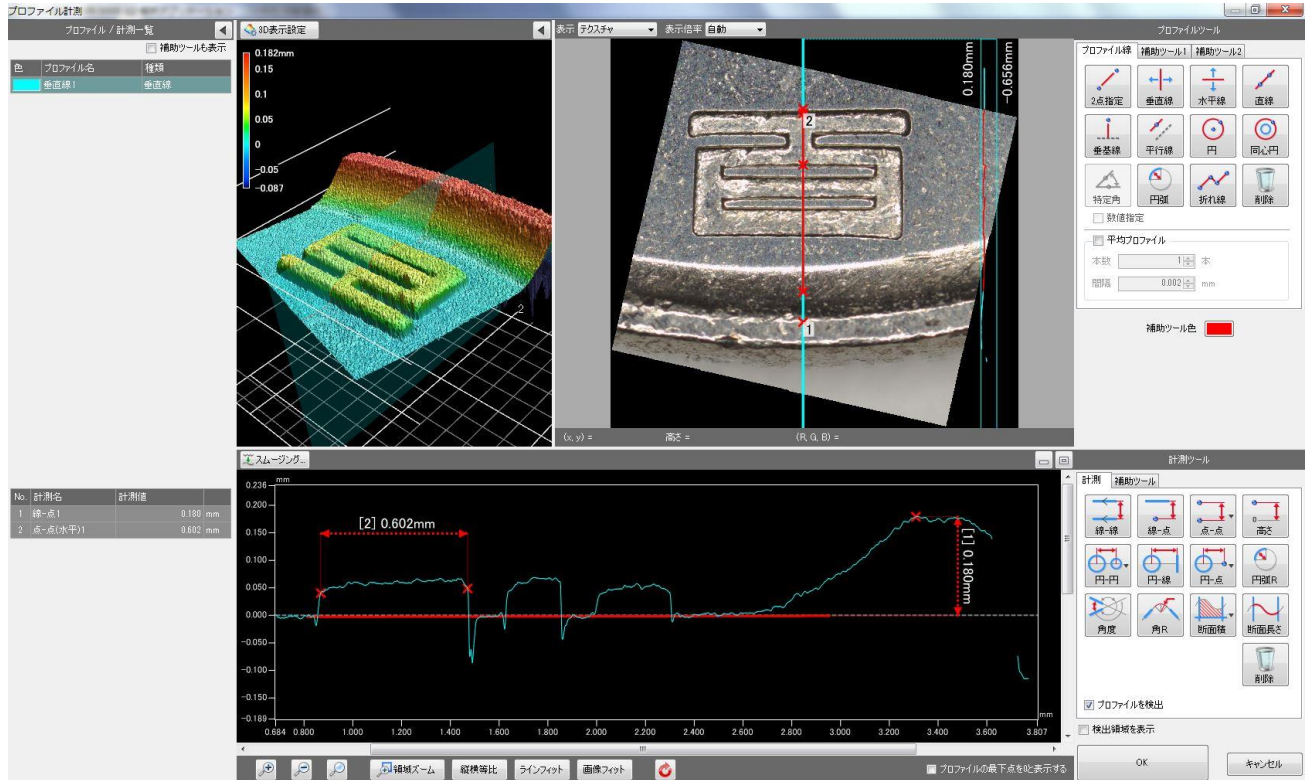 プロファイル計測
プロファイル / 計測一覧
補助ツールも表示
色 プロファイル名 種類
垂直線1 垂直線
No. 計測名 計測値
1 線-点1 0.180 mm
2 点-点(水平)1 0.602 mm
3D表示設定
0.182mm
0.15
0.1
0.05
0
-0.05
-0.087
2
表示 テクスチャ 表示倍率 自動
0.180mm
-0.656mm
2
1
(x, y) = 高さ = (R, G, B) =
プロファイルツール
プロファイル線 補助ツール1 補助ツール2
2点指定 垂直線 水平線 直線
垂基線 平行線 円 同心円
特定角 円弧 折れ線 削除
数値指定
平均プロファイル
本数 1 本
間隔 0.002 mm
補助ツール色
スムージング...
mm
0.236
0.200
0.150
0.100
0.050
0.000
-0.050
-0.100
-0.150
-0.189
[2] 0.602mm
[1] 0.180mm
mm
0.684 0.800 1.000 1.200 1.400 1.600 1.800 2.000 2.200 2.400 2.600 2.800 3.000 3.200 3.400 3.600 3.807
領域ズーム 縦横等比 ラインフィット 画像フィット
プロファイルの最下点を0と表示する
計測ツール
計測 補助ツール
線-線 線-点 点-点 高さ
円-円 円-線 円-点 円弧R
角度 角R 断面積 断面長さ
削除
プロファイルを検出
検出領域を表示
OK キャンセル